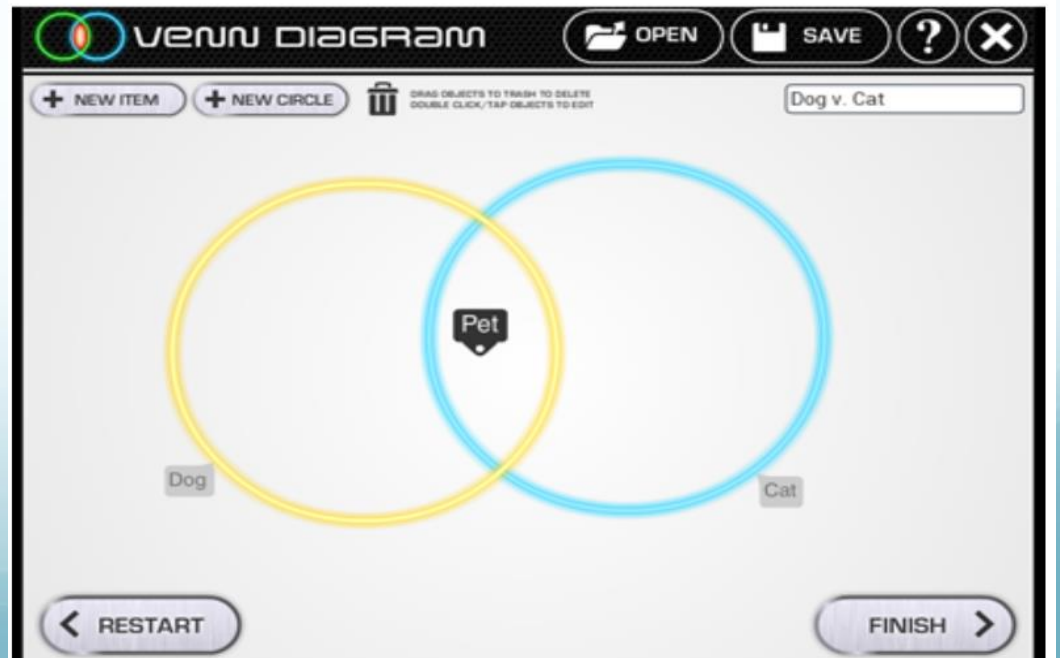 VENN DIAGRAM
OPEN
SAVE
?
+ NEW ITEM
+ NEW CIRCLE
DRAG OBJECTS TO TRASH TO DELETE
DOUBLE CLICK/TAP OBJECTS TO EDIT
Dog v. Cat
Pet
Dog
Cat
RESTART
FINISH